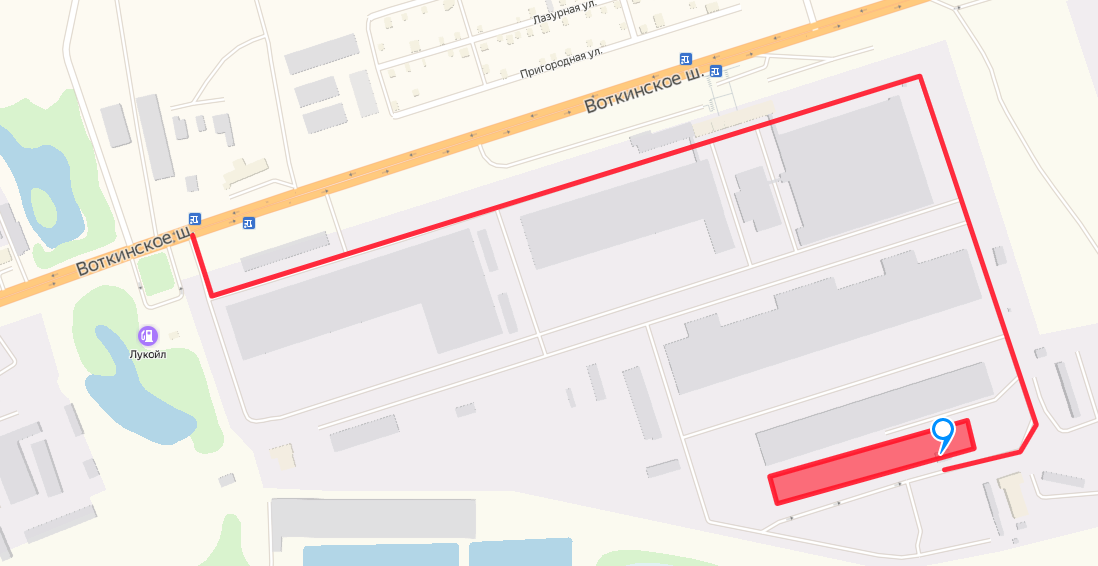 Лазурная ул.
Пригородная ул.
Воткинское ш.
Воткинское ш.
Лукойл